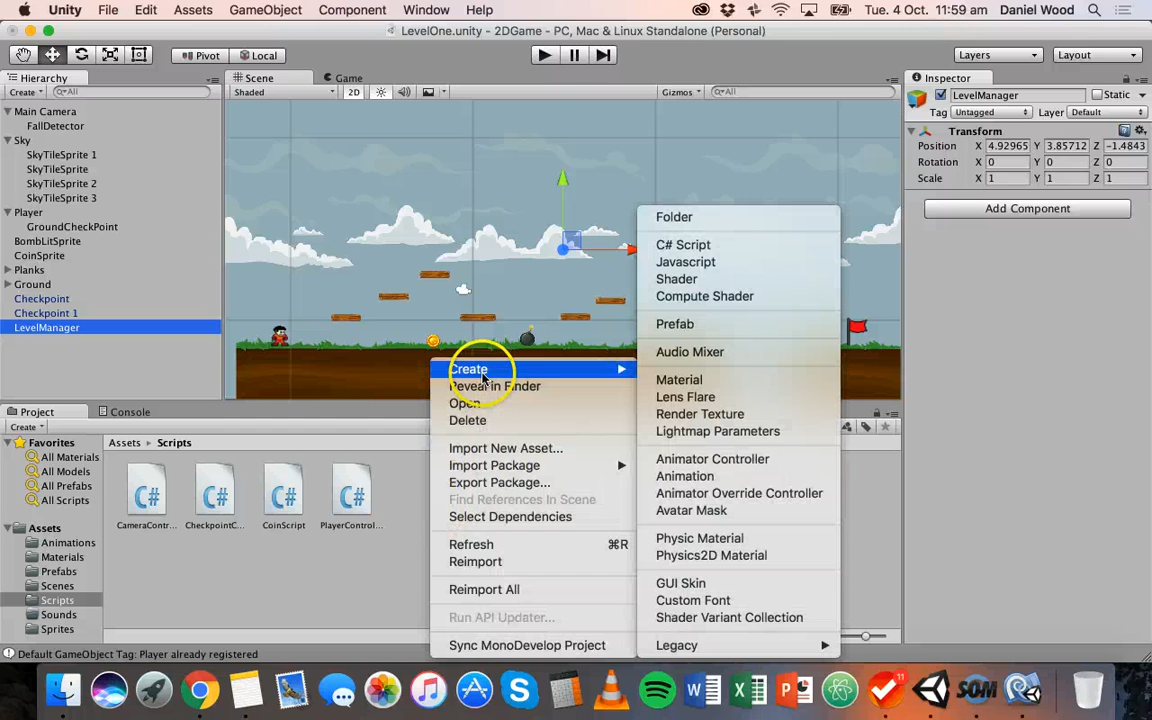 Unity File Edit Assets GameObject Component Window Help Tue. 4 Oct. 11:59 am Daniel Wood
LevelOne.unity - 2DGame - PC, Mac & Linux Standalone (Personal)
Pivot Local Layers Layout
Hierarchy
Create All
Main Camera
FallDetector
Sky
SkyTileSprite 1
SkyTileSprite
SkyTileSprite 2
SkyTileSprite 3
Player
GroundCheckPoint
BombLitSprite
CoinSprite
Planks
Ground
Checkpoint
Checkpoint 1
LevelManager
Scene Game
Shaded 2D Gizmos All
Inspector
LevelManager Static
Tag Untagged Layer Default
Transform
Position X 4.92965 Y 3.85712 Z -1.4843
Rotation X 0 Y 0 Z 0
Scale X 1 Y 1 Z 1
Add Component
Create
Reveal in Finder
Open
Delete
Import New Asset...
Import Package
Export Package...
Find References In Scene
Select Dependencies
Refresh ⌘R
Reimport
Reimport All
Run API Updater...
Sync MonoDevelop Project
Folder
C# Script
Javascript
Shader
Compute Shader
Prefab
Audio Mixer
Material
Lens Flare
Render Texture
Lightmap Parameters
Animator Controller
Animation
Animator Override Controller
Avatar Mask
Physic Material
Physics2D Material
GUI Skin
Custom Font
Shader Variant Collection
Legacy
Project Console
Create
Favorites
All Materials
All Models
All Prefabs
All Scripts
Assets
Animations
Materials
Prefabs
Scenes
Scripts
Sounds
Sprites
Assets Scripts
C# C# C# C#
CameraContr... CheckpointC... CoinScript PlayerControl...
Default GameObject Tag: Player already registered
11
SOM